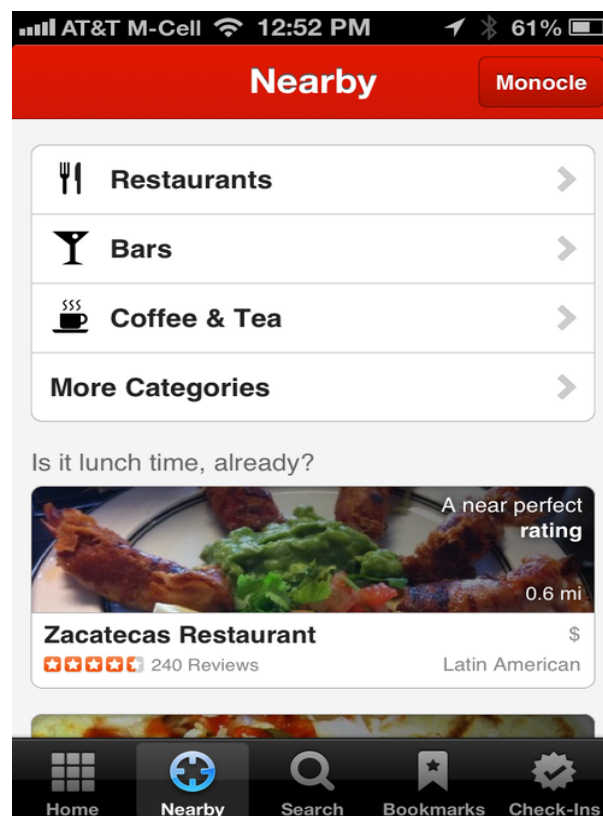 AT&T M-Cell 12:52 PM 61%
Nearby Monocle
Restaurants
Bars
Coffee & Tea
More Categories
Is it lunch time, already?
A near perfect
rating
0.6 mi
Zacatecas Restaurant $
240 Reviews Latin American
Home Nearby Search Bookmarks Check-Ins